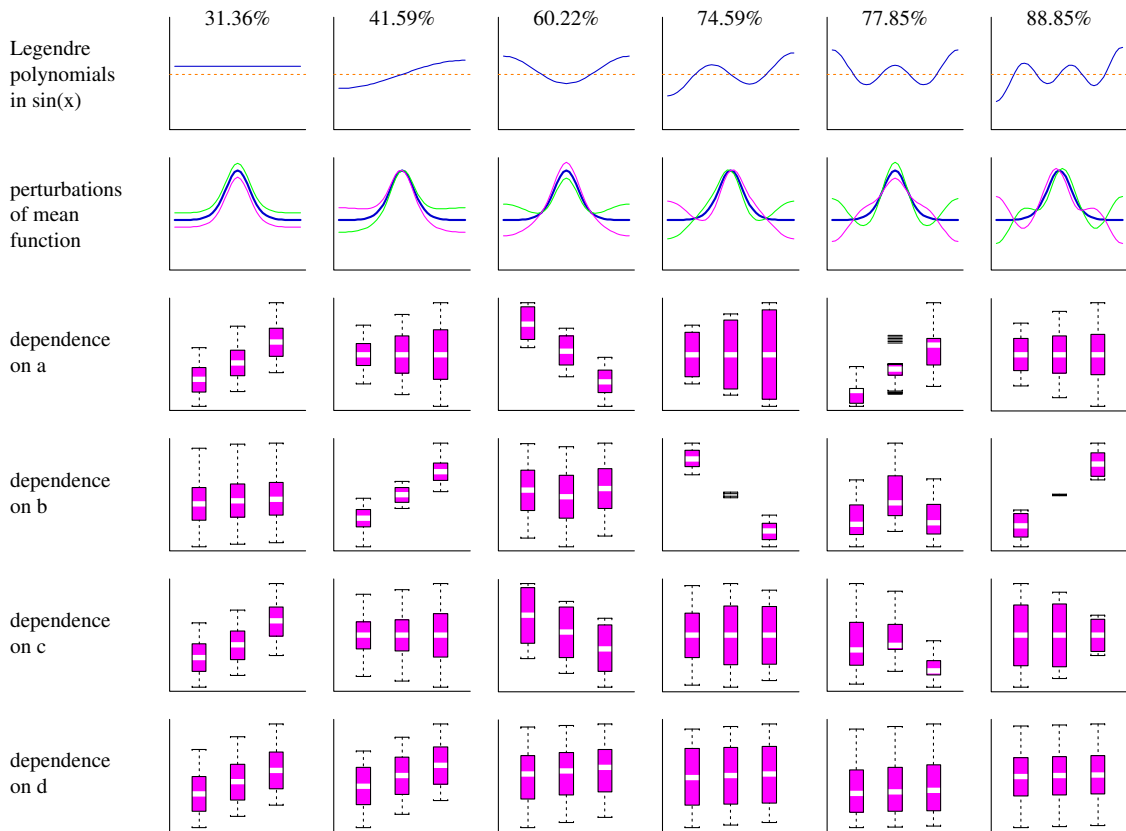 31.36% 41.59% 60.22% 74.59% 77.85% 88.85%
Legendre
polynomials
in sin(x)
perturbations
of mean
function
dependence
on a
dependence
on b
dependence
on c
dependence
on d